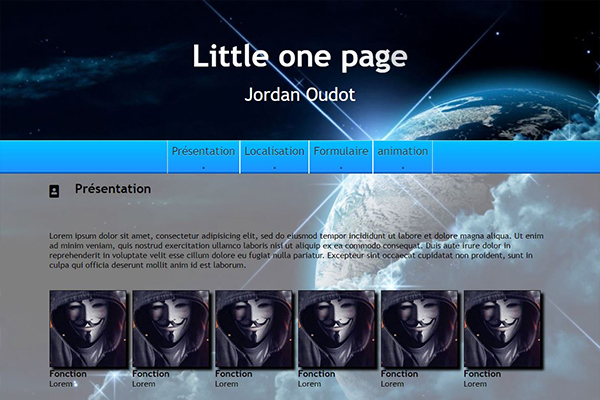 Little one page
Jordan Oudot
Présentation Localisation Formulaire animation
Présentation
Lorem ipsum dolor sit amet, consectetur adipisicing elit, sed do eiusmod tempor incididunt ut labore et dolore magna aliqua. Ut enim
ad minim veniam, quis nostrud exercitation ullamco laboris nisi ut aliquip ex ea commodo consequat. Duis aute irure dolor in
reprehenderit in voluptate velit esse cillum dolore eu fugiat nulla pariatur. Excepteur sint occaecat cupidatat non proident, sunt in
culpa qui officia deserunt mollit anim id est laborum.
Fonction Fonction Fonction Fonction Fonction Fonction
Lorem Lorem Lorem Lorem Lorem Lorem